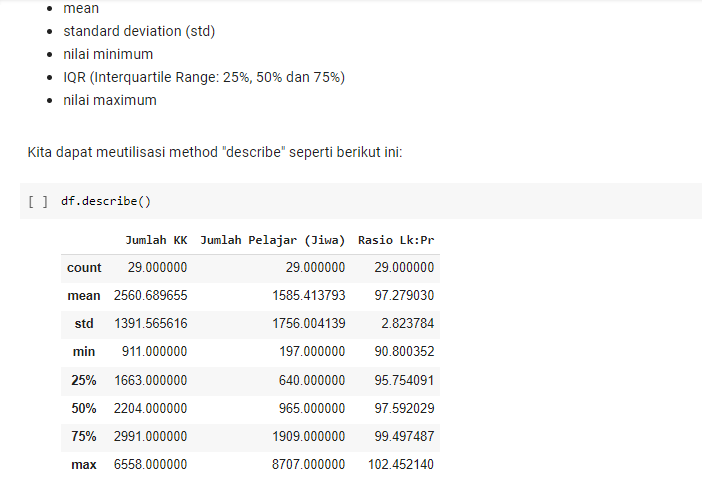 • mean
• standard deviation (std)
• nilai minimum
• IQR (Interquartile Range: 25%, 50% dan 75%)
• nilai maximum
Kita dapat meutilisasi method "describe" seperti berikut ini:
[ ] df.describe()
Jumlah KK Jumlah Pelajar (Jiwa) Rasio Lk:Pr
count 29.000000 29.000000 29.000000
mean 2560.689655 1585.413793 97.279030
std 1391.565616 1756.004139 2.823784
min 911.000000 197.000000 90.800352
25% 1663.000000 640.000000 95.754091
50% 2204.000000 965.000000 97.592029
75% 2991.000000 1909.000000 99.497487
max 6558.000000 8707.000000 102.452140